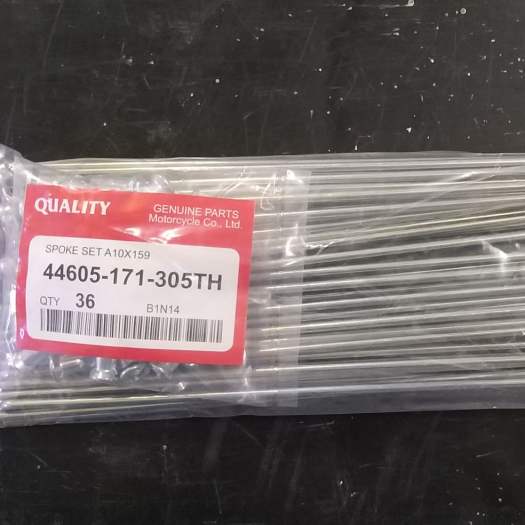 QUALITY
GENUINE PARTS
Motorcycle Co., Ltd.
SPOKE SET A10X159
44605-171-305TH
QTY 36 B1N14